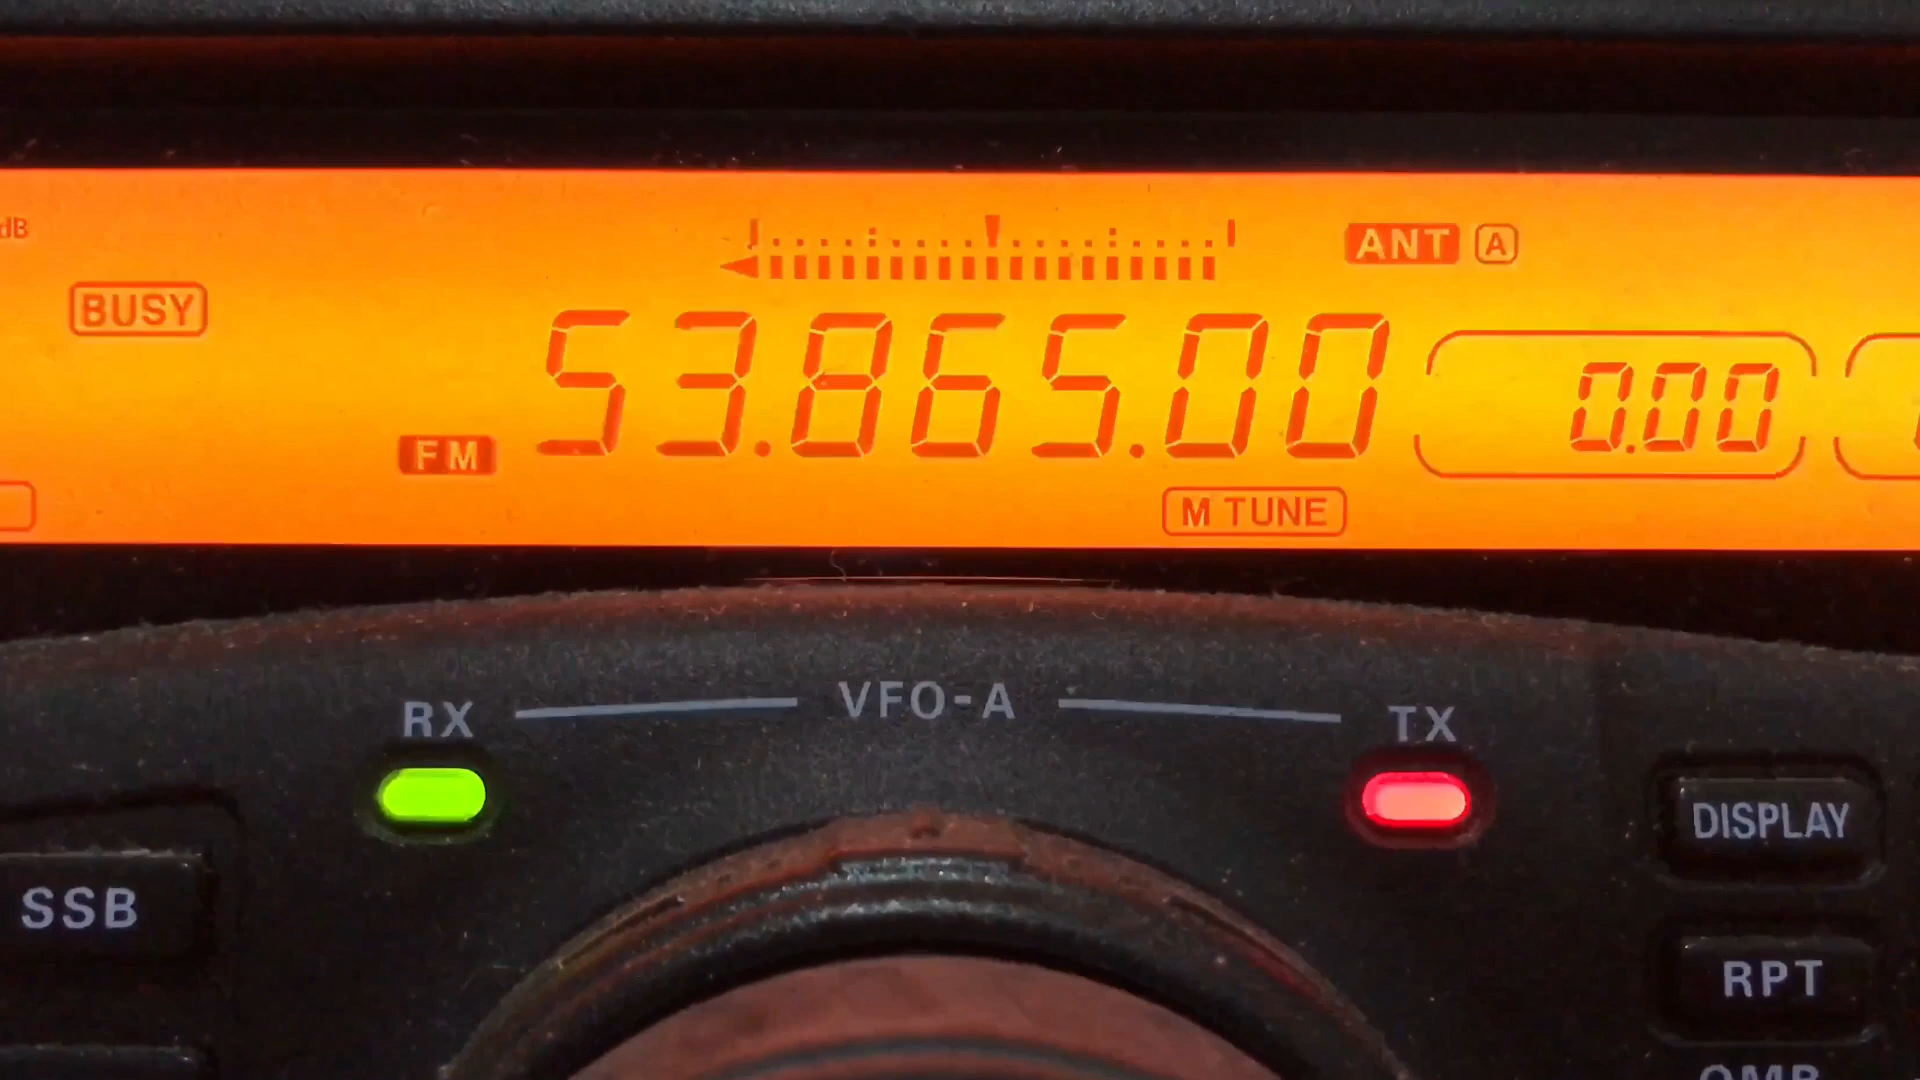 dB
ANT A
BUSY
53.865.00
0.00
FM
M TUNE
VFO-A
RX
TX
DISPLAY
SSB
RPT